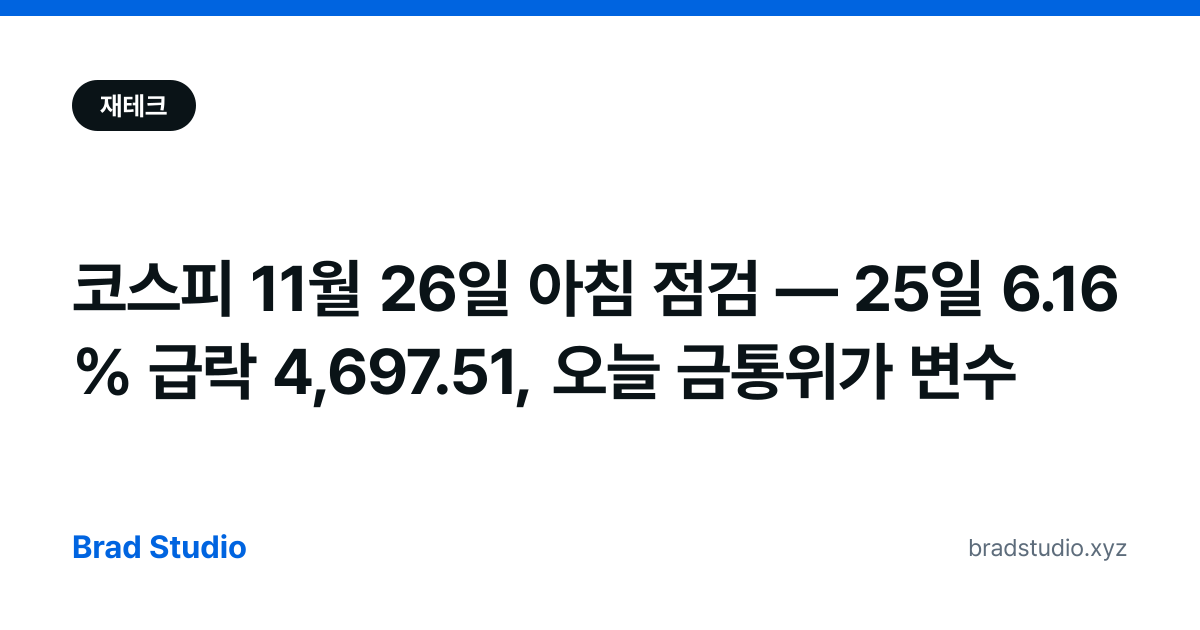 재테크
코스피 11월 26일 아침 점검 — 25일 6.16
% 급락 4,697.51, 오늘 금통위가 변수
Brad Studio
bradstudio.xyz